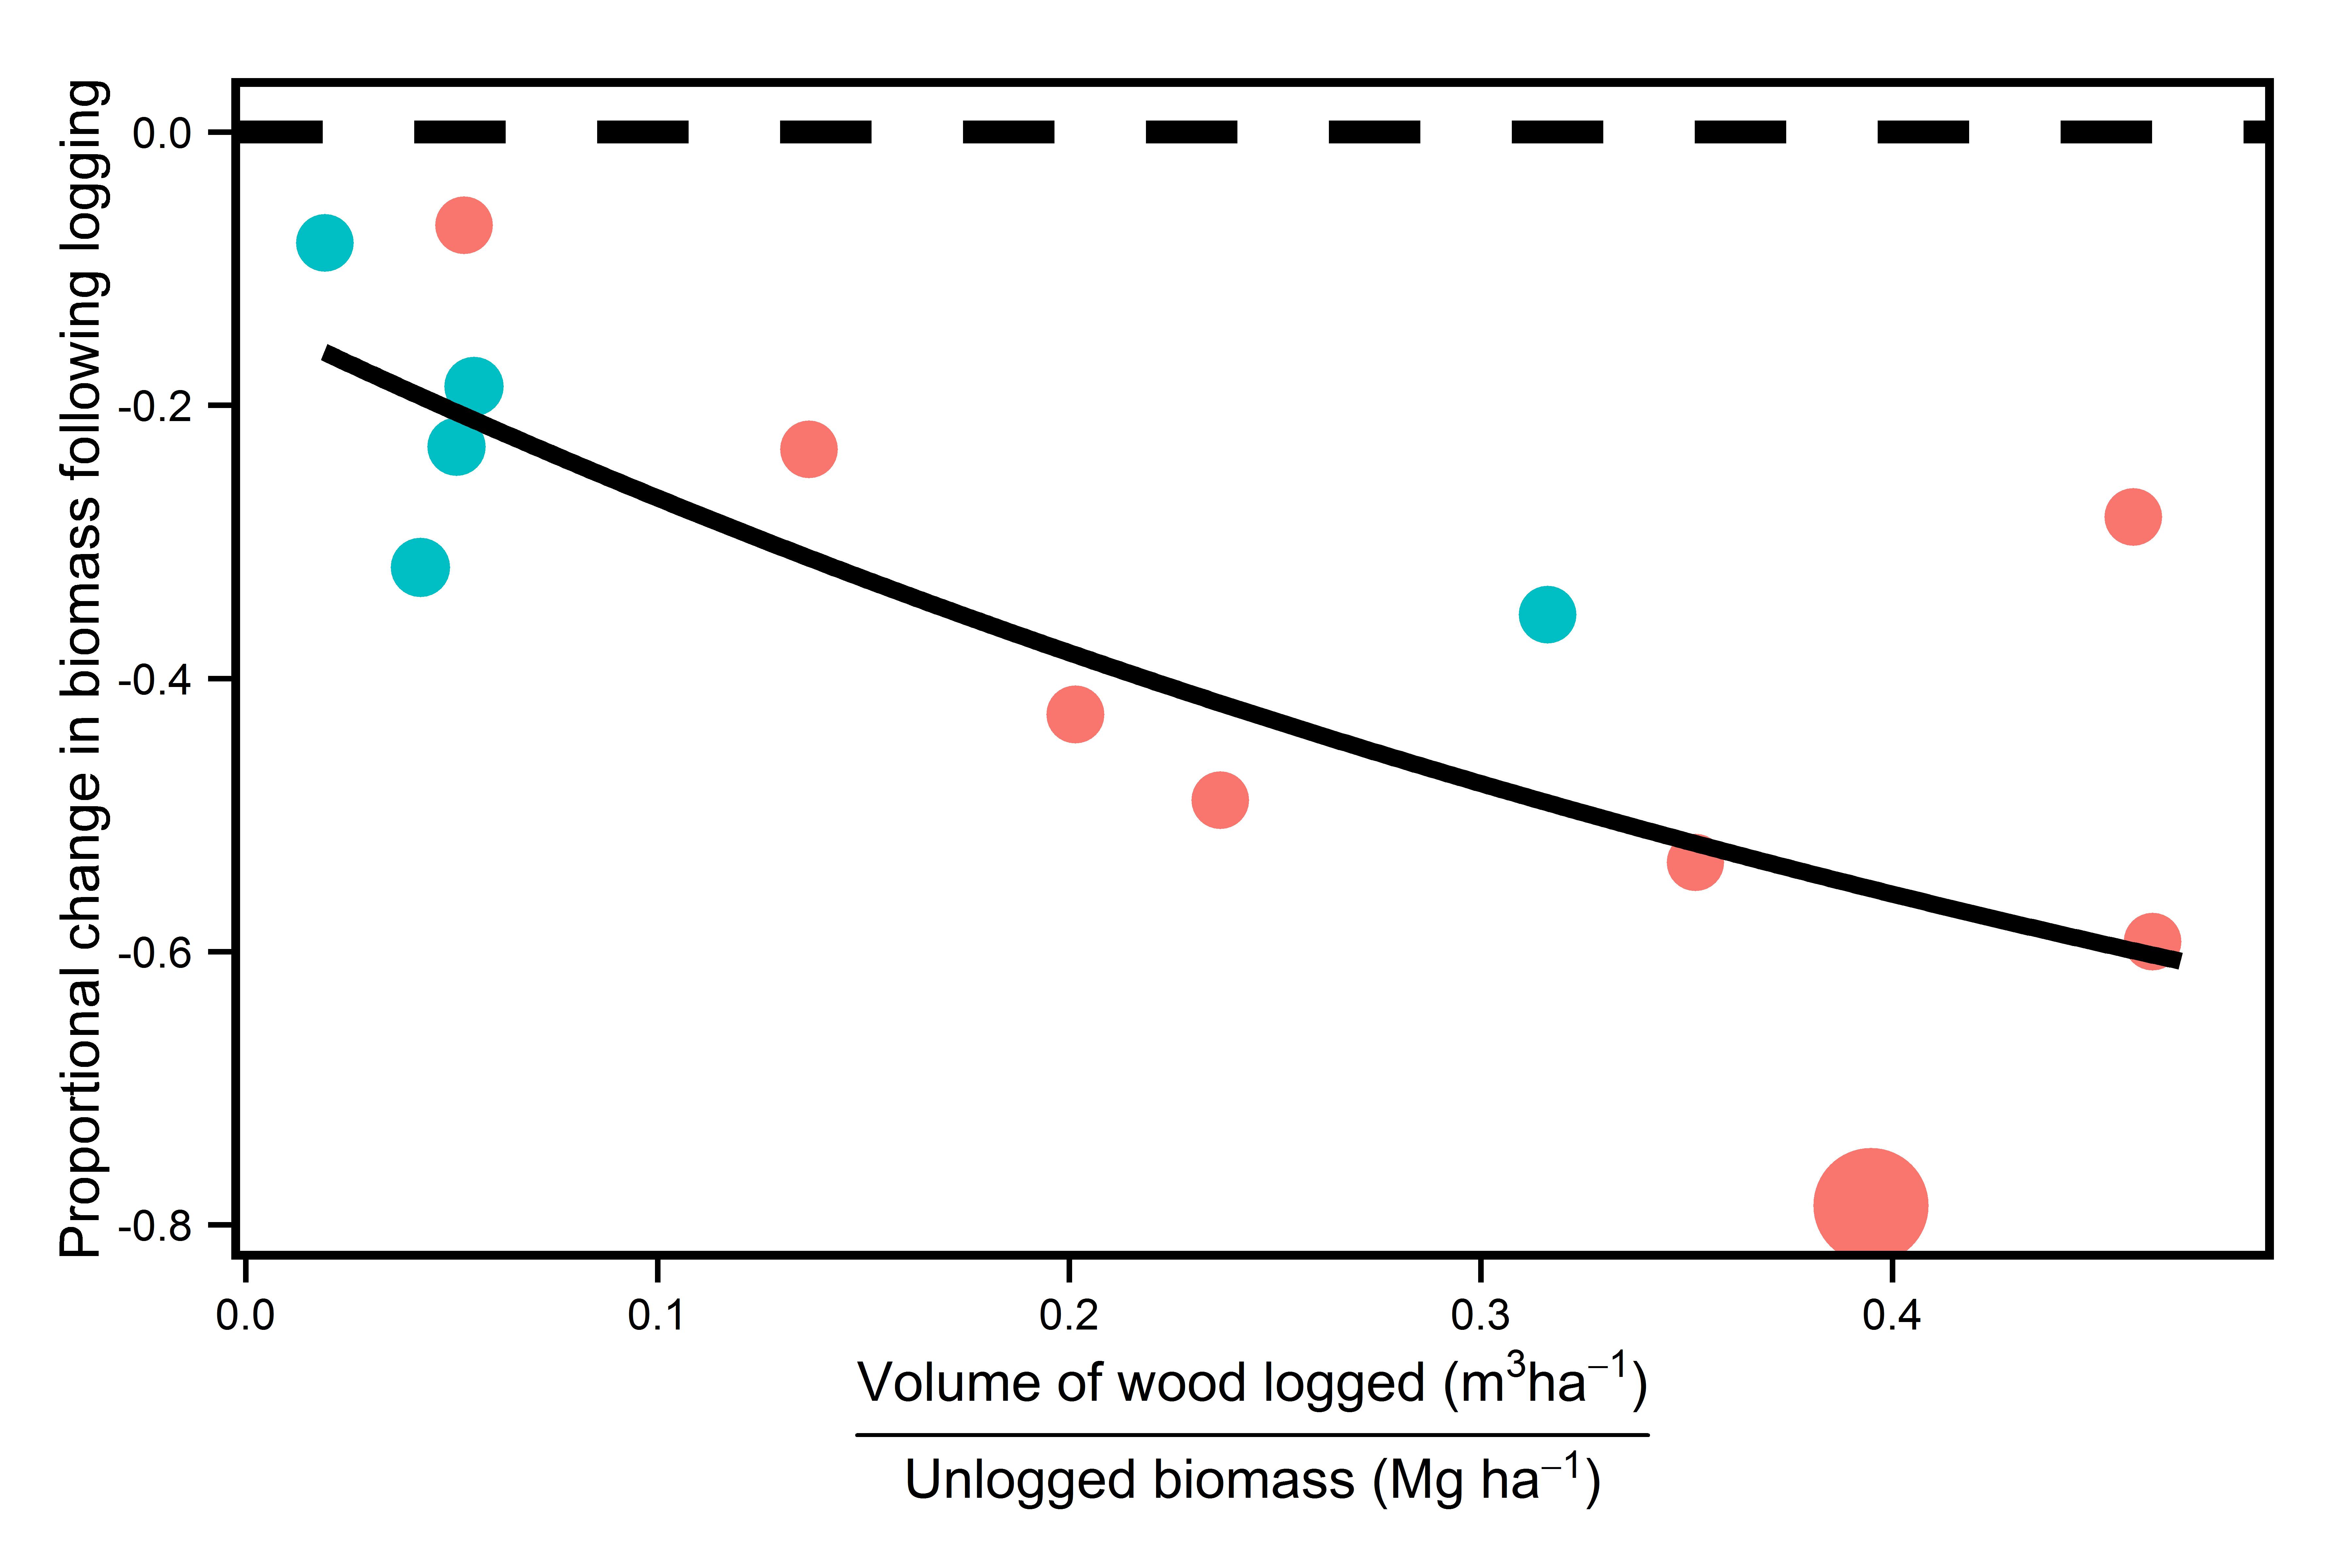 Proportional change in biomass following logging
0.0
-0.2
-0.4
-0.6
-0.8
0.0 0.1 0.2 0.3 0.4
Volume of wood logged (m³ha⁻¹)
Unlogged biomass (Mg ha⁻¹)